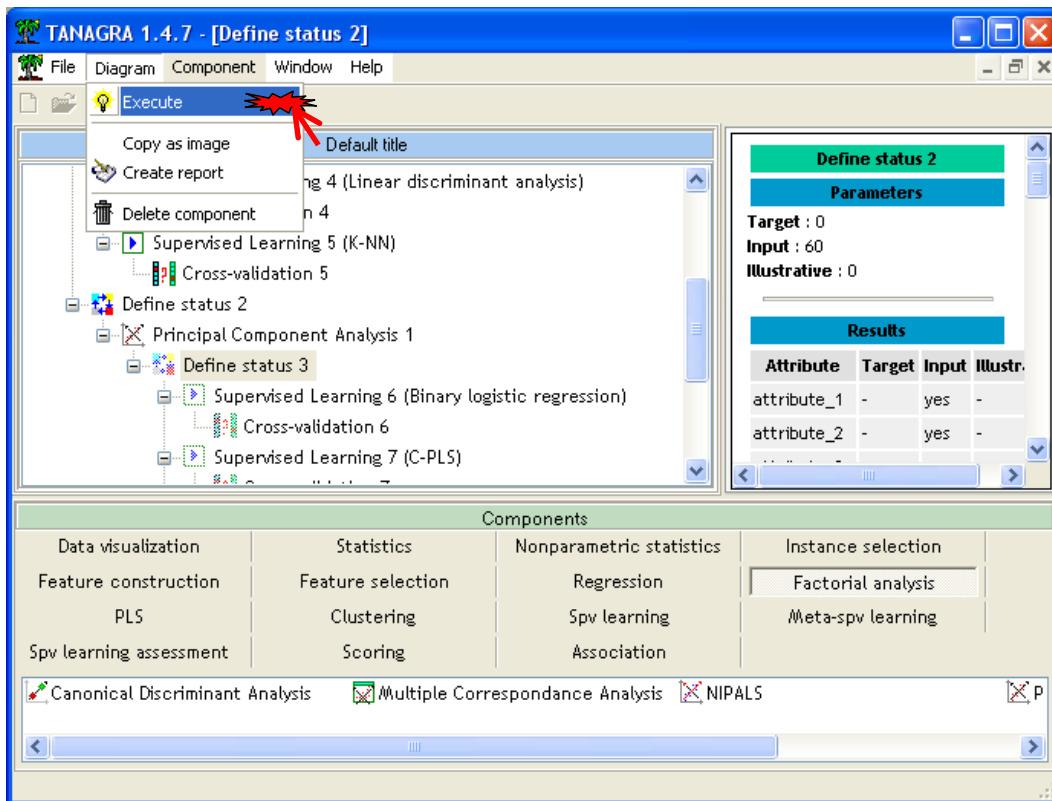 TANAGRA 1.4.7 - [Define status 2]
File Diagram Component Window Help
Execute
Copy as image
Create report
Delete component
Default title
ng 4 (Linear discriminant analysis)
n 4
Supervised Learning 5 (K-NN)
Cross-validation 5
Define status 2
Principal Component Analysis 1
Define status 3
Supervised Learning 6 (Binary logistic regression)
Cross-validation 6
Supervised Learning 7 (C-PLS)
Define status 2
Parameters
Target : 0
Input : 60
Illustrative : 0
Results
Attribute Target Input Illustr
attribute_1 - yes -
attribute_2 - yes -
Components
Data visualization Statistics Nonparametric statistics Instance selection
Feature construction Feature selection Regression Factorial analysis
PLS Clustering Spv learning Meta-spv learning
Spv learning assessment Scoring Association
Canonical Discriminant Analysis Multiple Correspondance Analysis NIPALS P